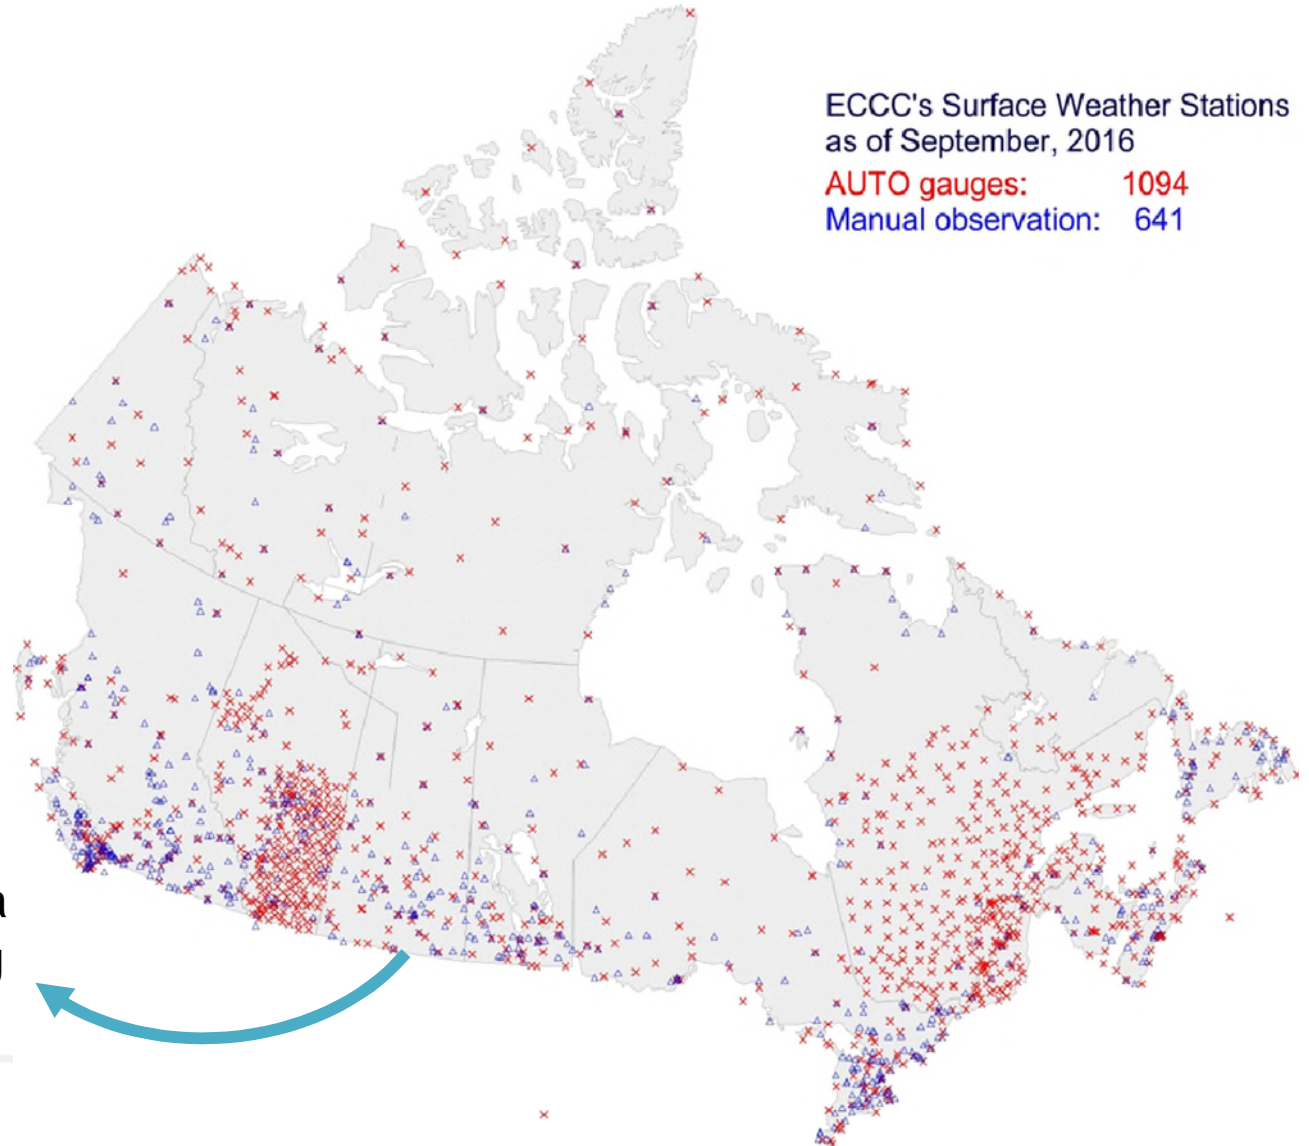 ECCC's Surface Weather Stations
as of September, 2016
AUTO gauges: 1094
Manual observation: 641
a
g